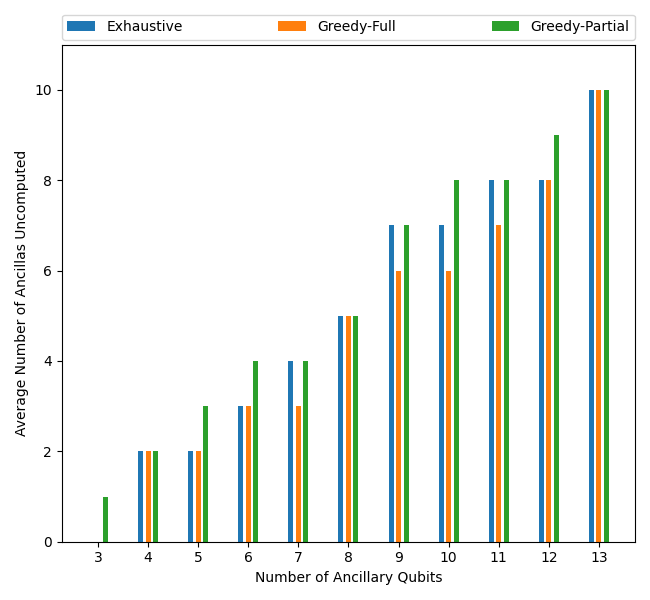 Exhaustive Greedy-Full Greedy-Partial
Average Number of Ancillas Uncomputed
10
8
6
4
2
0
3 4 5 6 7 8 9 10 11 12 13
Number of Ancillary Qubits